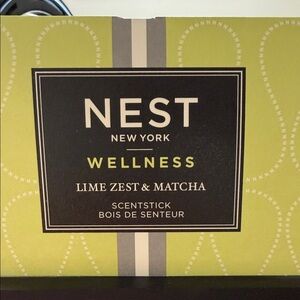 NEST
NEW YORK
WELLNESS
LIME ZEST & MATCHA
SCENTSTICK
BOIS DE SENTEUR